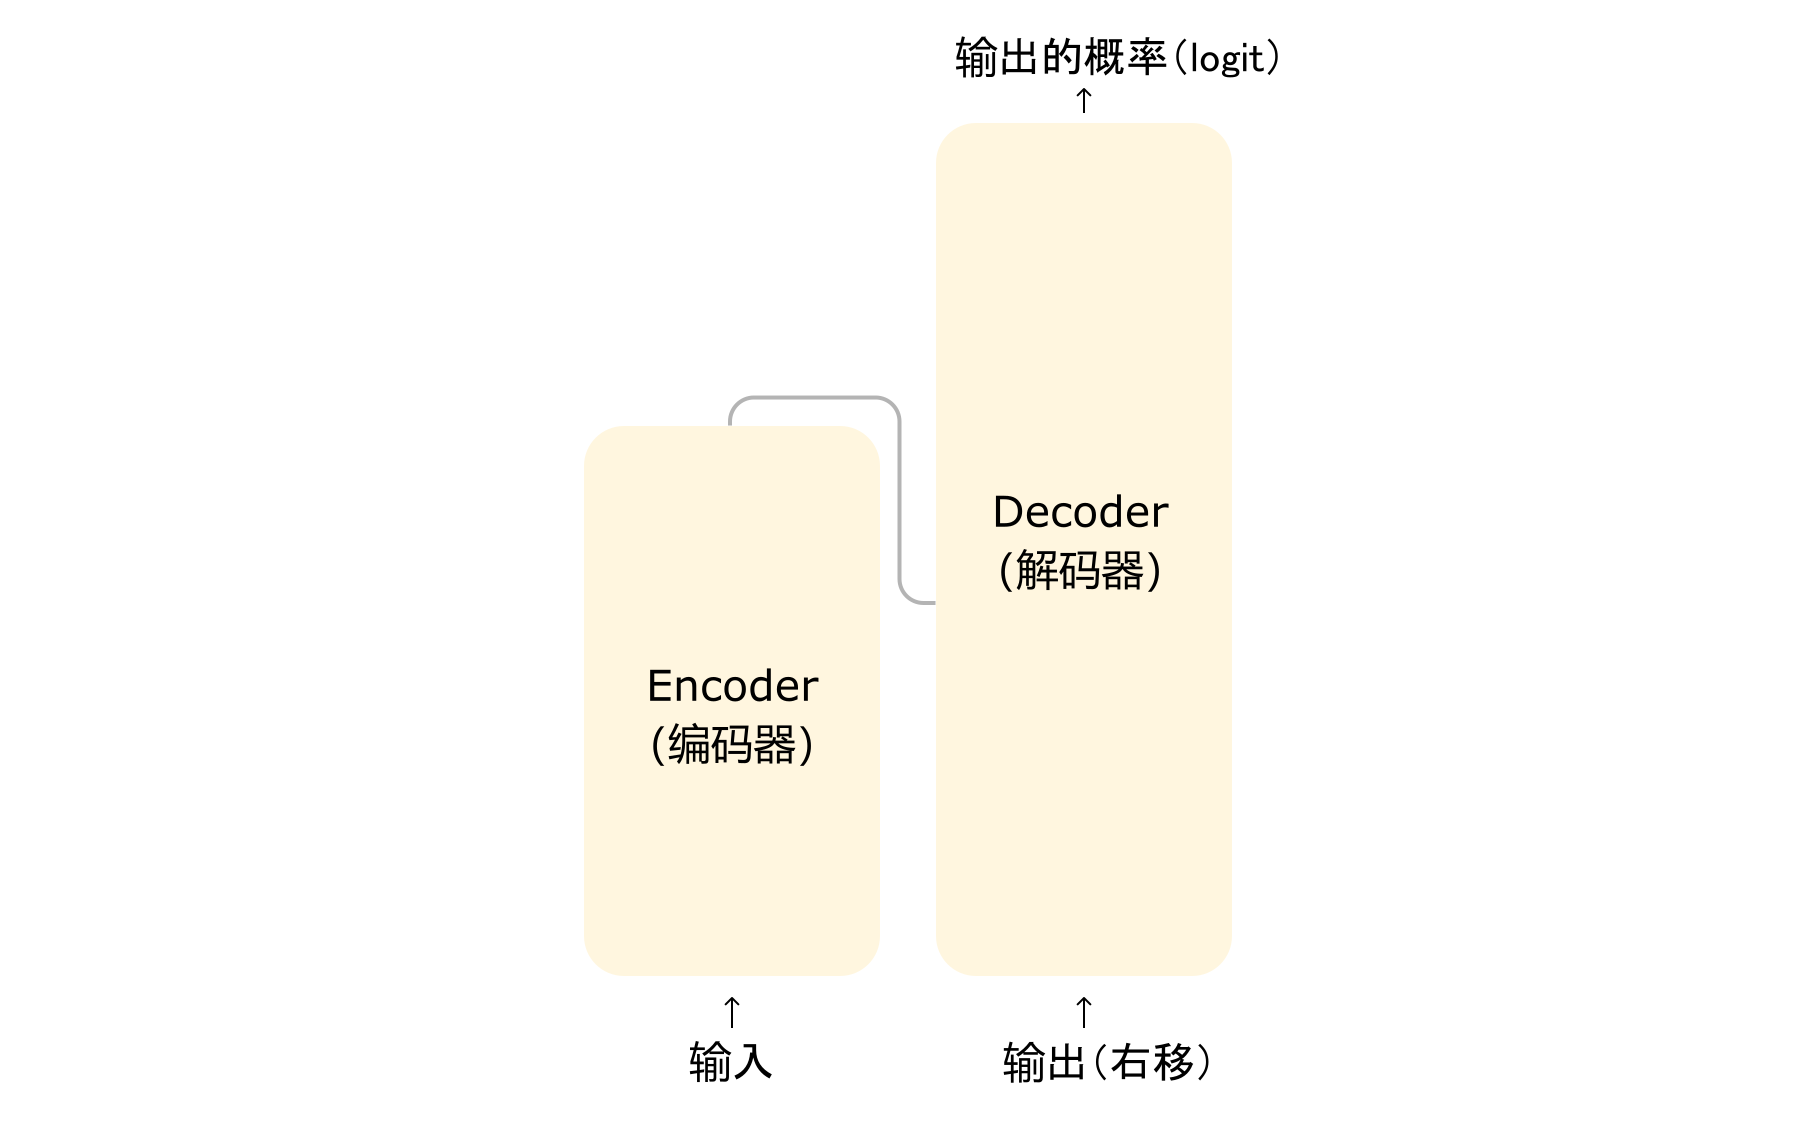 输出的概率(logit)
Decoder
(解码器)
Encoder
(编码器)
输入
输出(右移)